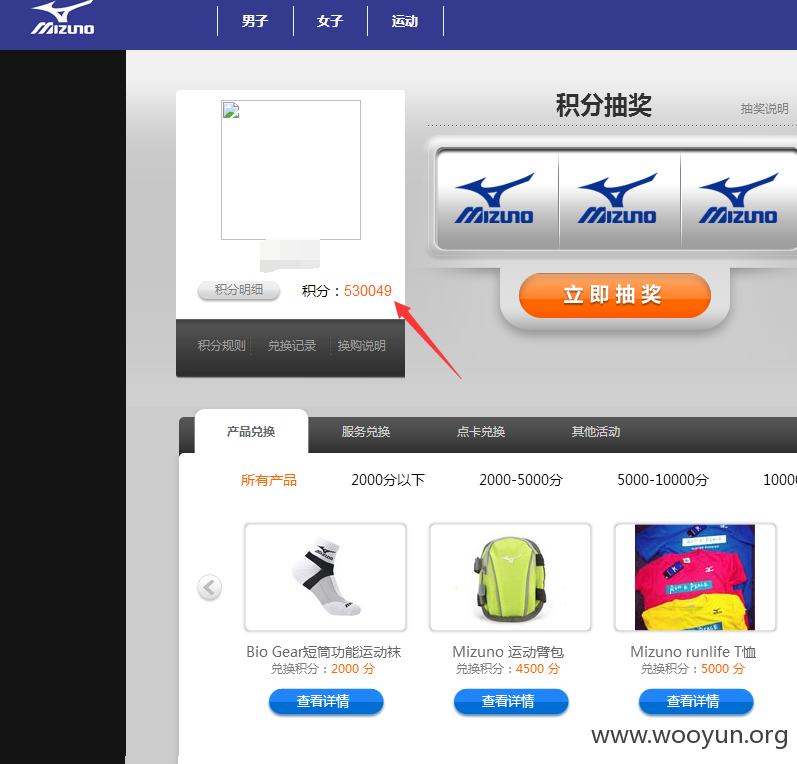 MIZUNO
男子 女子 运动
积分抽奖 抽奖说明
MIZUNO MIZUNO MIZUNO
积分明细 积分：530049
立即抽奖
积分规则 兑换记录 换购说明
产品兑换 服务兑换 点卡兑换 其他活动
所有产品 2000分以下 2000-5000分 5000-10000分
Bio Gear短筒功能运动袜 Mizuno 运动臂包 Mizuno runlife T恤
兑换积分：2000 分 兑换积分：4500 分 兑换积分：5000 分
查看详情 查看详情 查看详情
www.wooyun.org